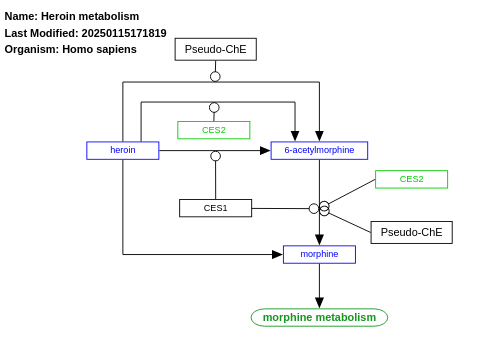 Name: Heroin metabolism
Last Modified: 20250115171819
Organism: Homo sapiens
Pseudo-ChE
CES2
heroin
6-acetylmorphine
CES2
CES1
Pseudo-ChE
morphine
morphine metabolism